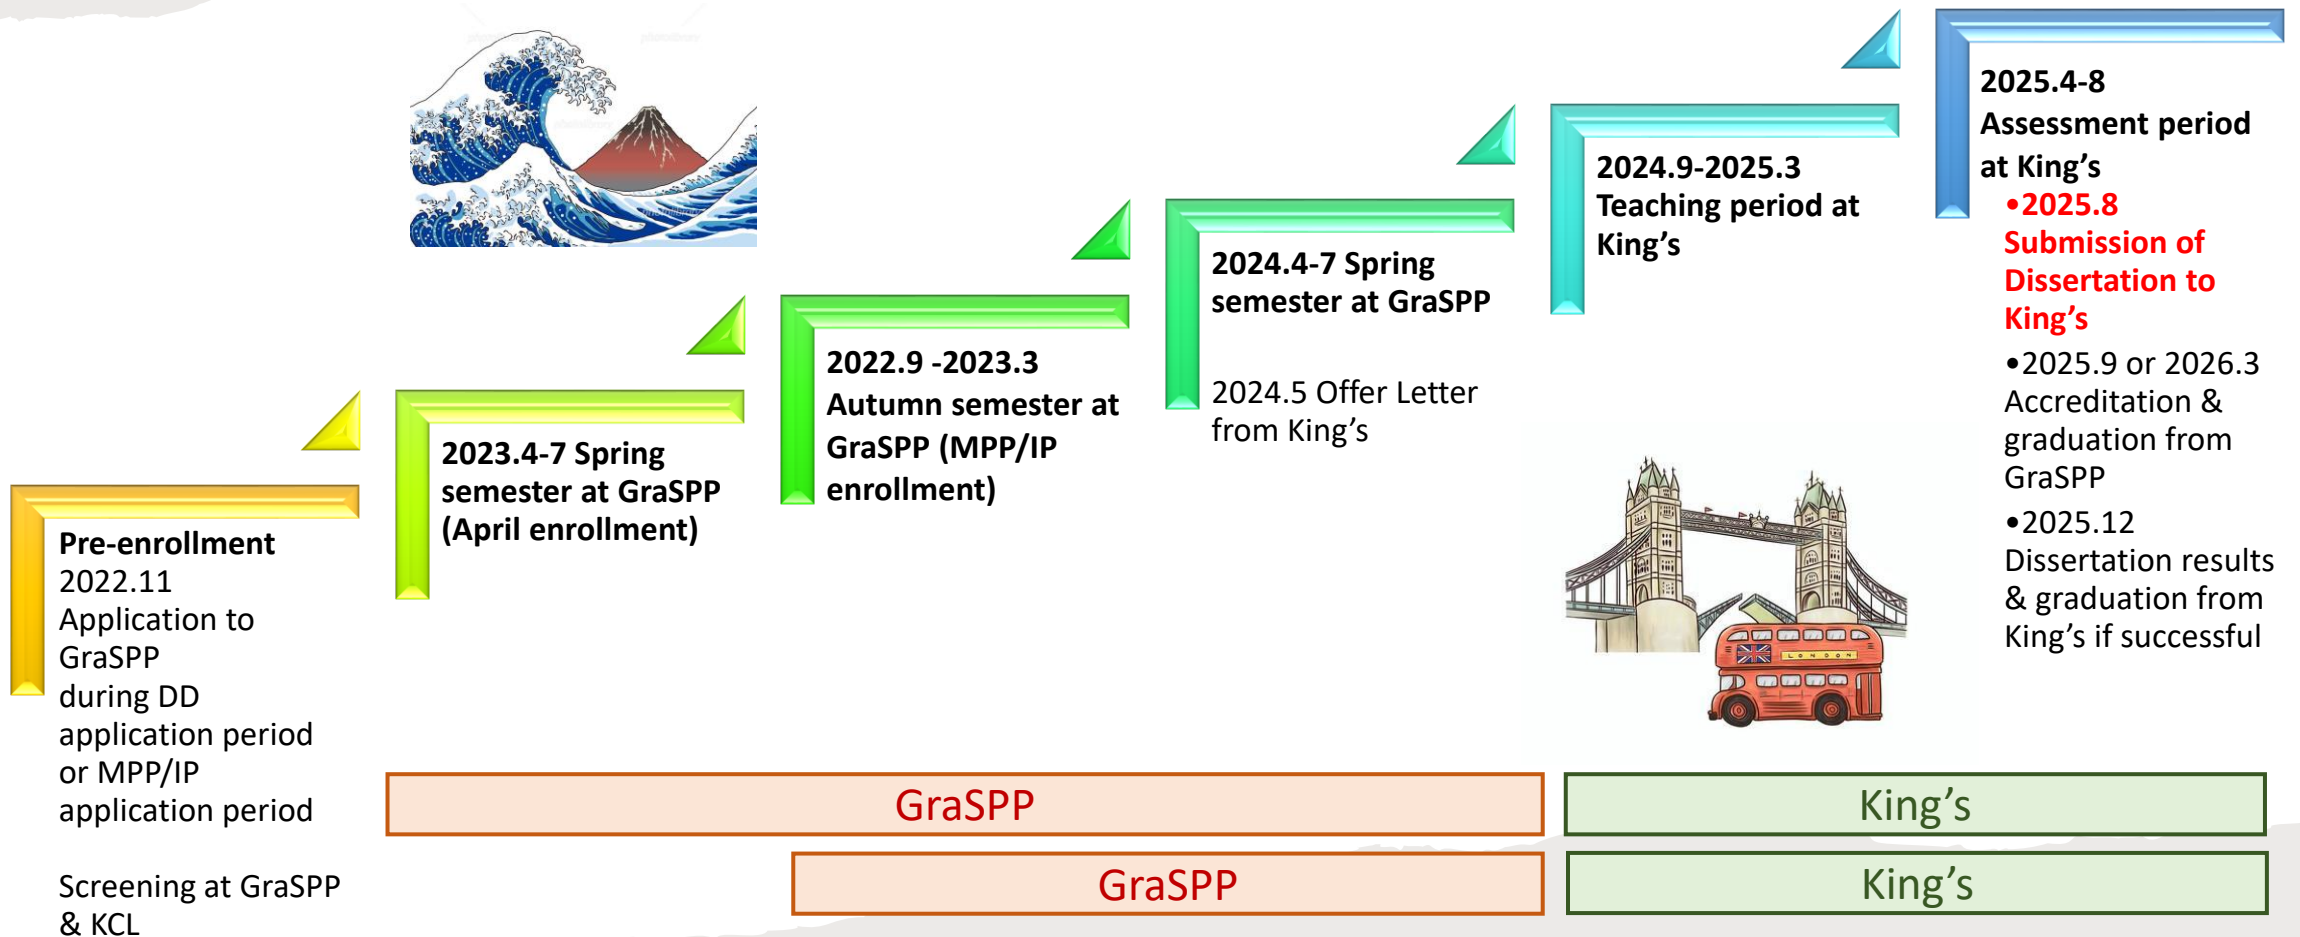 Pre-enrollment
2022.11
Application to
GraSPP
during DD
application period
or MPP/IP
application period
Screening at GraSPP
& KCL
2023.4-7 Spring
semester at GraSPP
(April enrollment)
2022.9 -2023.3
Autumn semester at
GraSPP (MPP/IP
enrollment)
2024.4-7 Spring
semester at GraSPP
2024.5 Offer Letter
from King’s
2024.9-2025.3
Teaching period at
King’s
2025.4-8
Assessment period
at King’s
•2025.8
Submission of
Dissertation to
King’s
•2025.9 or 2026.3
Accreditation &
graduation from
GraSPP
•2025.12
Dissertation results
& graduation from
King’s if successful
LONDON
GraSPP
King’s
GraSPP
King’s